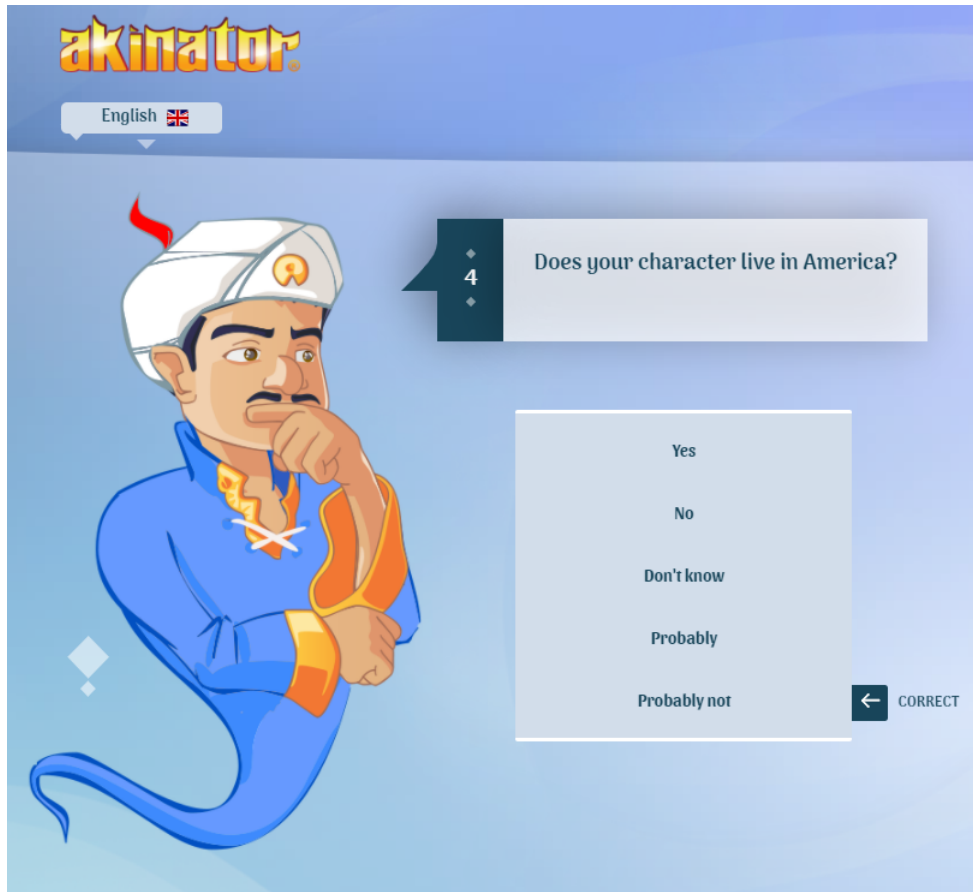 akinator®
English
4
Does your character live in America?
Yes
No
Don't know
Probably
Probably not
CORRECT